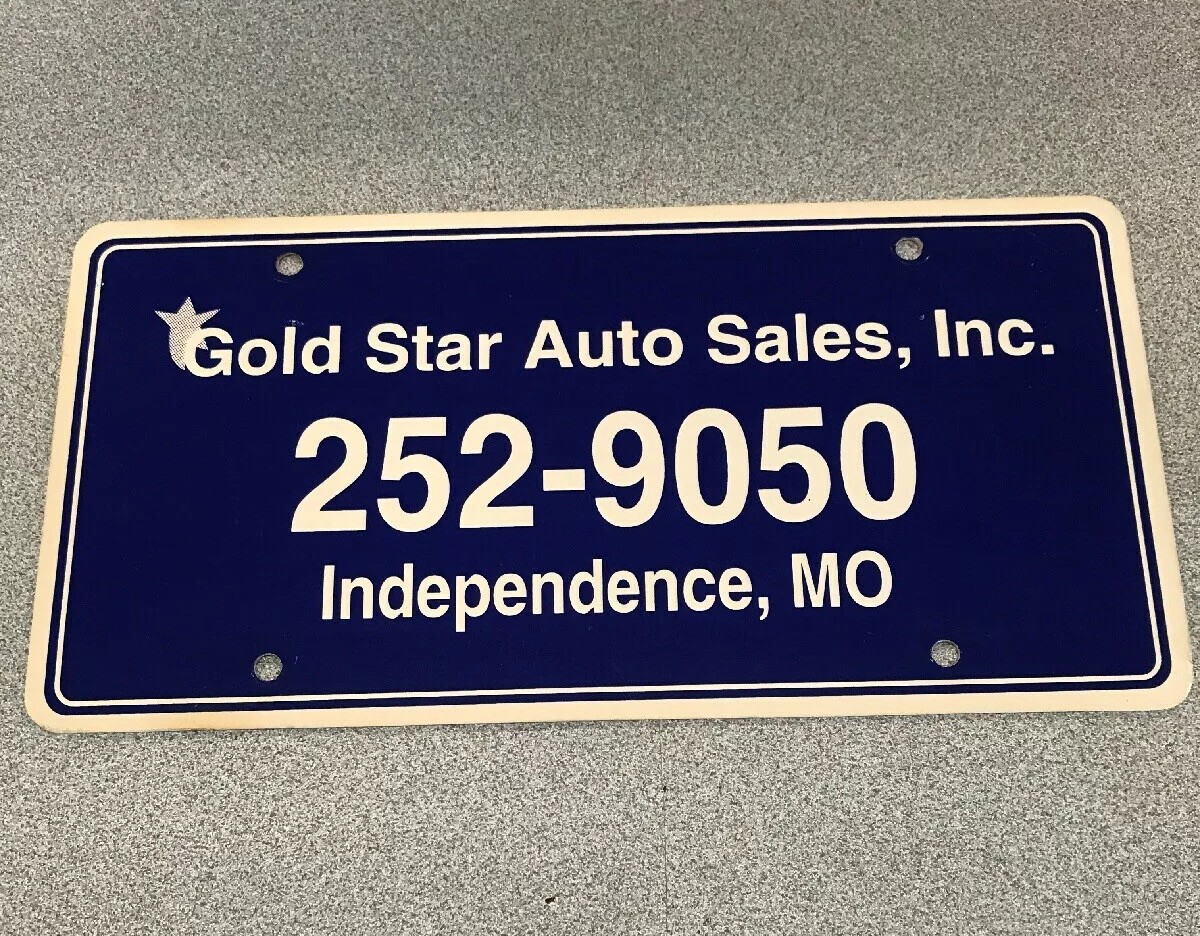 Gold Star Auto Sales, Inc.
252-9050
Independence, MO